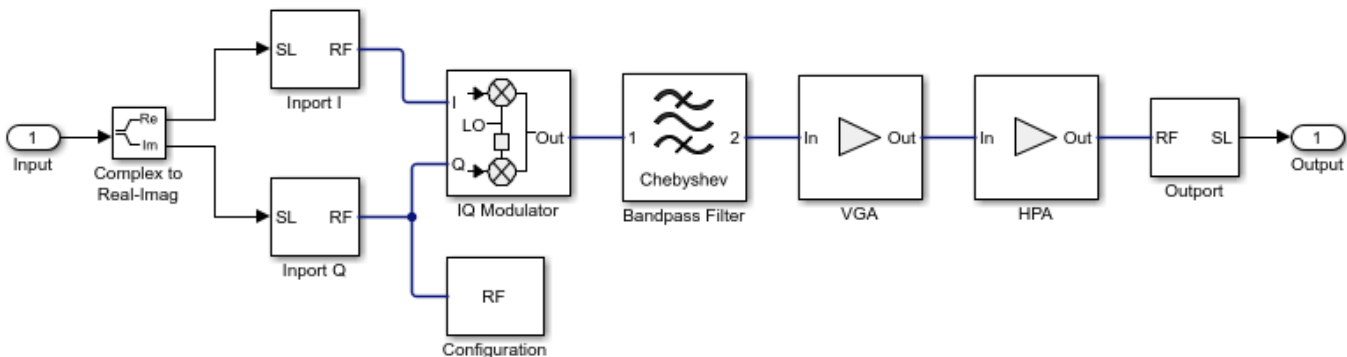 SL RF
Inport I
1
Input
Re
Im
Complex to
Real-Imag
SL RF
Inport Q
I
LO
Q
Out
IQ Modulator
RF
Configuration
1 2
Chebyshev
Bandpass Filter
In Out
VGA
In Out
HPA
RF SL
Outport
1
Output